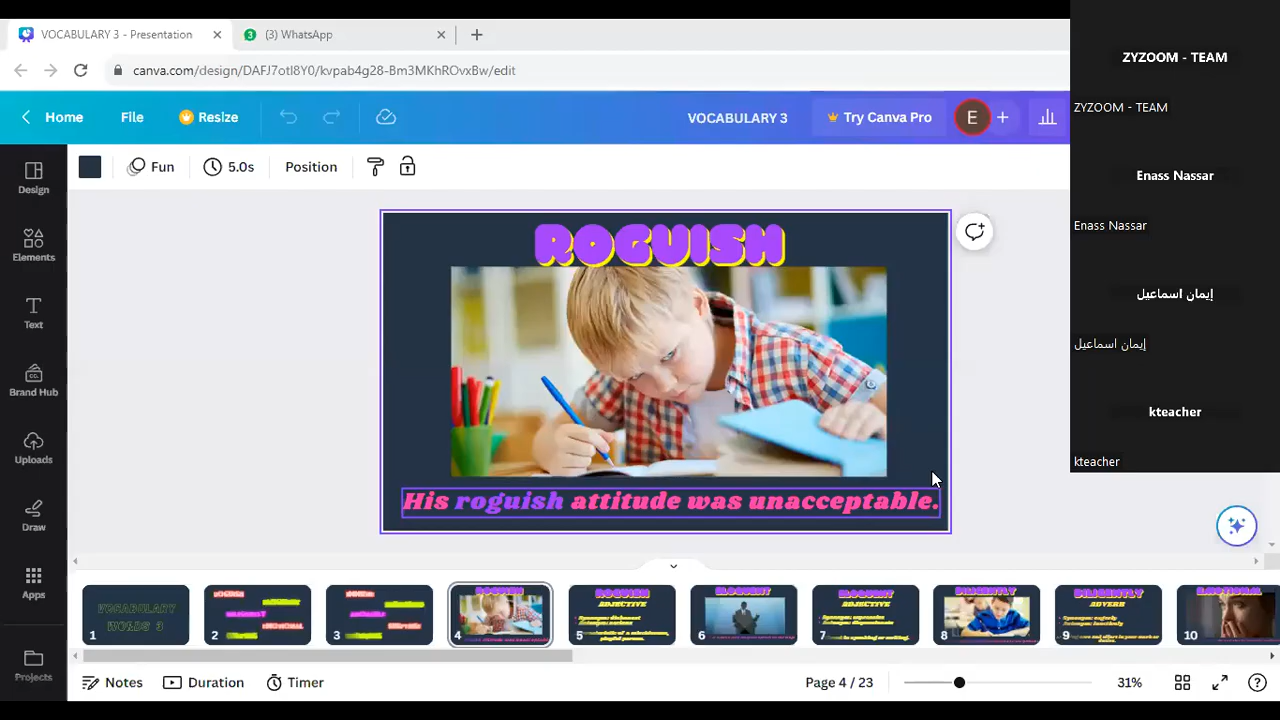 VOCABULARY 3 - Presentation
(3) WhatsApp
canva.com/design/DAFJ7otI8Y0/kvpab4g28-Bm3MKhROvxBw/edit
Home
File
Resize
VOCABULARY 3
Try Canva Pro
E
Fun
5.0s
Position
Design
Elements
Text
Brand Hub
Uploads
Draw
Apps
Projects
ROGUISH
His roguish attitude was unacceptable.
ZYZOOM - TEAM
ZYZOOM - TEAM
Enass Nassar
Enass Nassar
إيمان اسماعيل
إيمان اسماعيل
kteacher
kteacher
VOCABULARY
WORDS 3
1
2
3
ROGUISH
4
ROGUISH
ADJECTIVE
5
ELOQUENT
6
ELOQUENT
ADJECTIVE
7
DILIGENTLY
8
DILIGENTLY
ADVERB
9
EMOTIONAL
10
Notes
Duration
Timer
Page 4 / 23
31%